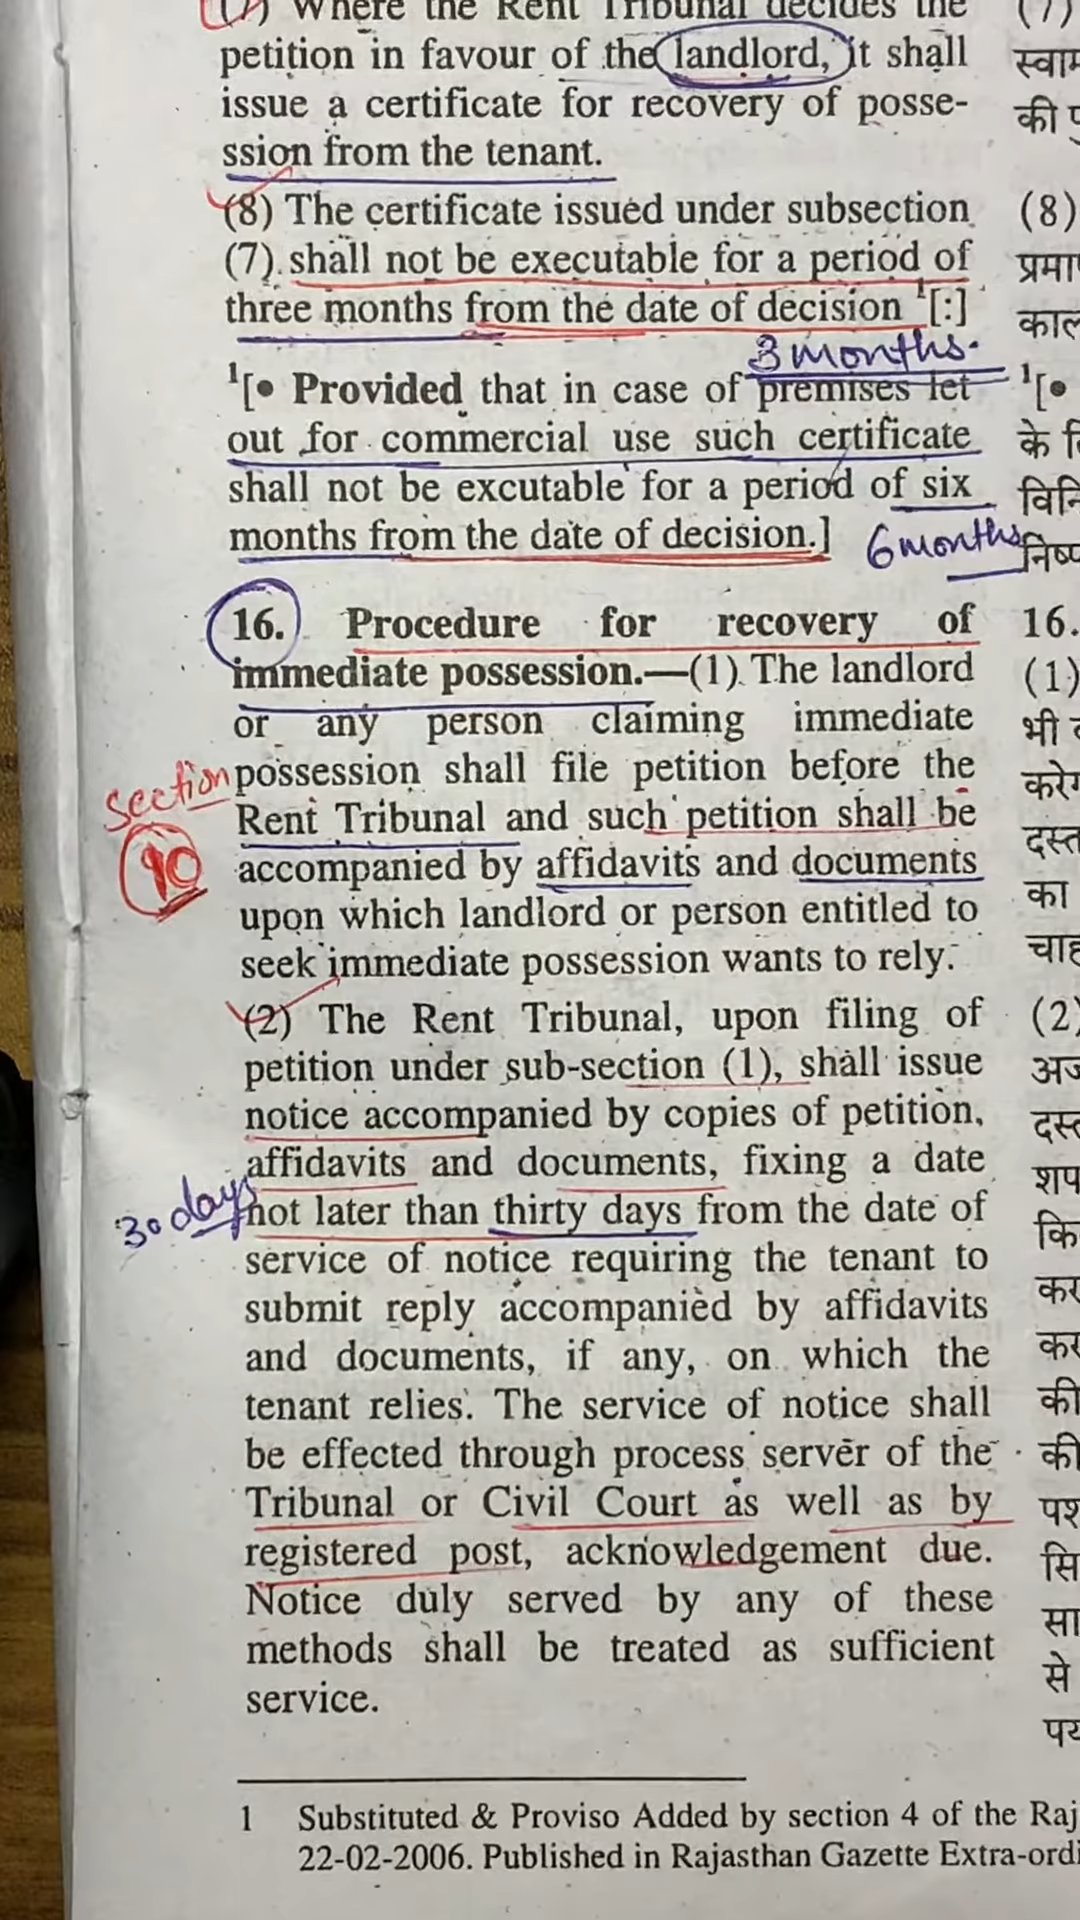 (7) Where the Rent Tribunal decides the
petition in favour of the landlord, it shall
issue a certificate for recovery of posse-
ssion from the tenant.
(8) The certificate issued under subsection
(7) shall not be executable for a period of
three months from the date of decision ¹[:]
3 months.
¹[• Provided that in case of premises let
out for commercial use such certificate
shall not be excutable for a period of six
months from the date of decision.]
6 months
16. Procedure for recovery of
immediate possession.—(1) The landlord
or any person claiming immediate
possession shall file petition before the
Rent Tribunal and such petition shall be
accompanied by affidavits and documents
upon which landlord or person entitled to
seek immediate possession wants to rely.
section
10
(2) The Rent Tribunal, upon filing of
petition under sub-section (1), shall issue
notice accompanied by copies of petition,
affidavits and documents, fixing a date
not later than thirty days from the date of
30 days
service of notice requiring the tenant to
submit reply accompanied by affidavits
and documents, if any, on which the
tenant relies. The service of notice shall
be effected through process server of the
Tribunal or Civil Court as well as by
registered post, acknowledgement due.
Notice duly served by any of these
methods shall be treated as sufficient
service.
1 Substituted & Proviso Added by section 4 of the Raj
22-02-2006. Published in Rajasthan Gazette Extra-ordi
(7)
की
(8)
¹[•
के
16.
(1)
भी
का
(2)
की
की
से